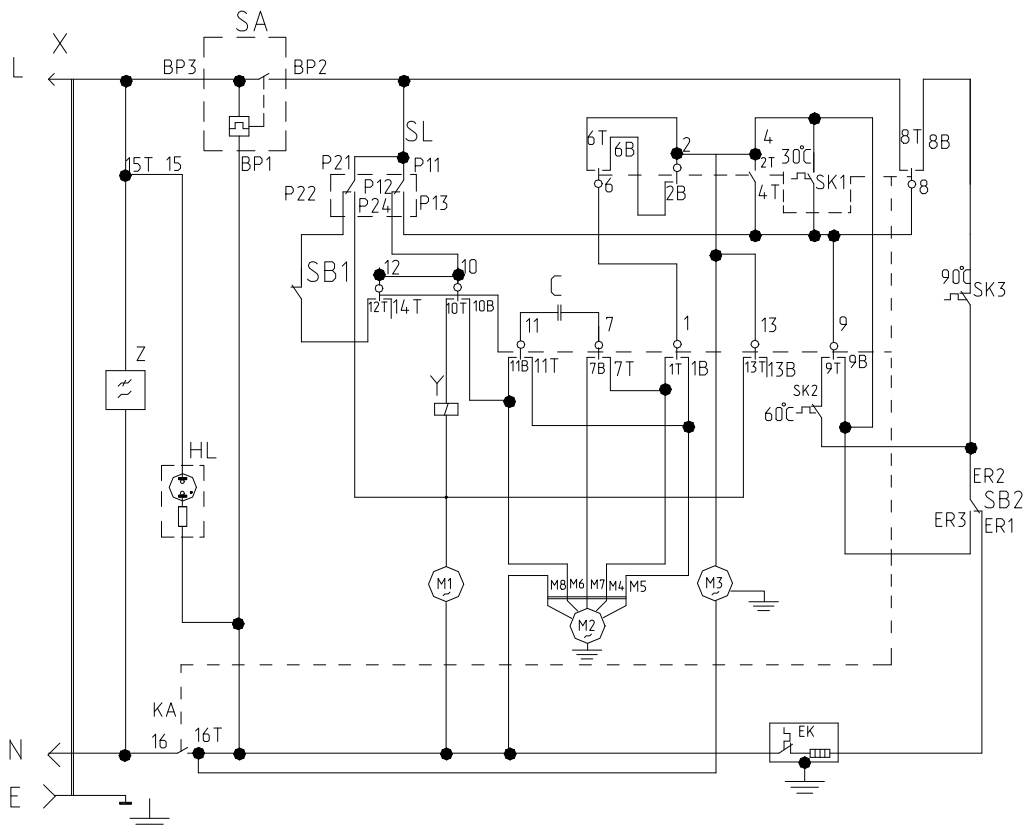 SA
X
L
BP3
BP2
BP1
SL
15T 15
P21
P11
P22
P12
P24
P13
6T
6B
2
4
2T
30°C
SK1
8T
8B
6
2B
4T
8
SB1
12
10
12T
14T
10T
10B
C
11
7
1
13
9
90°C
SK3
11B
11T
7B
7T
1T
1B
13T
13B
9T
9B
Z
Y
SK2
60°C
HL
ER2
SB2
ER3
ER1
M1
M8
M6
M7
M4
M5
M3
M2
KA
16
16T
EK
N
E